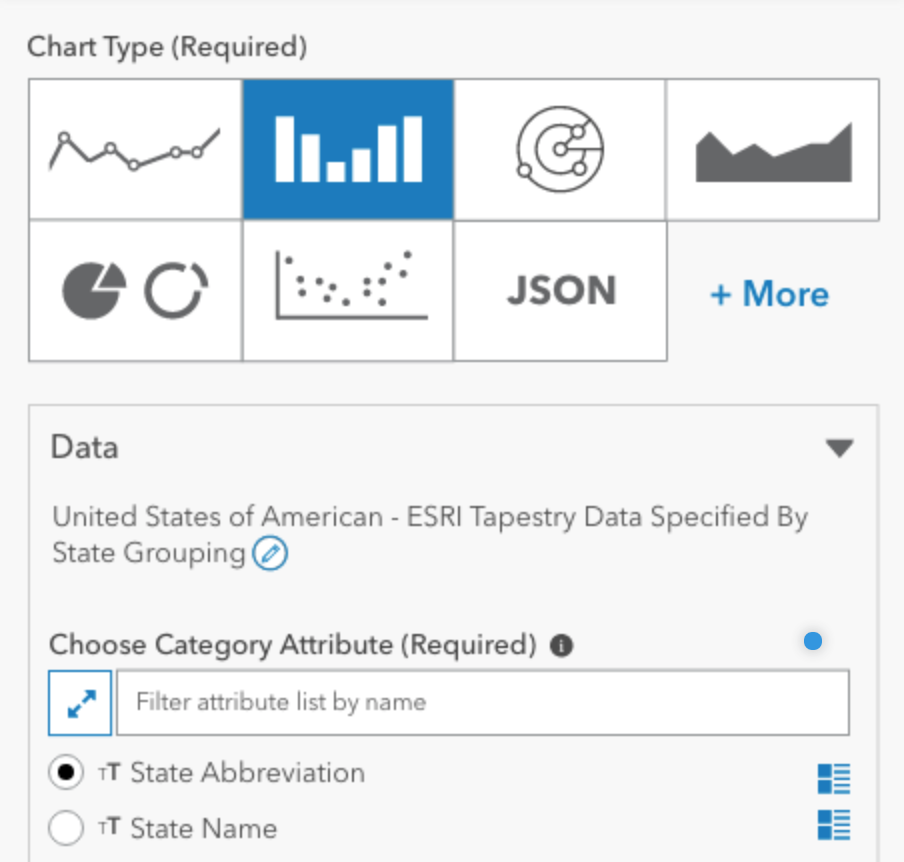 Chart Type (Required)
JSON
+ More
Data
United States of American - ESRI Tapestry Data Specified By
State Grouping
Choose Category Attribute (Required)
Filter attribute list by name
TT State Abbreviation
TT State Name